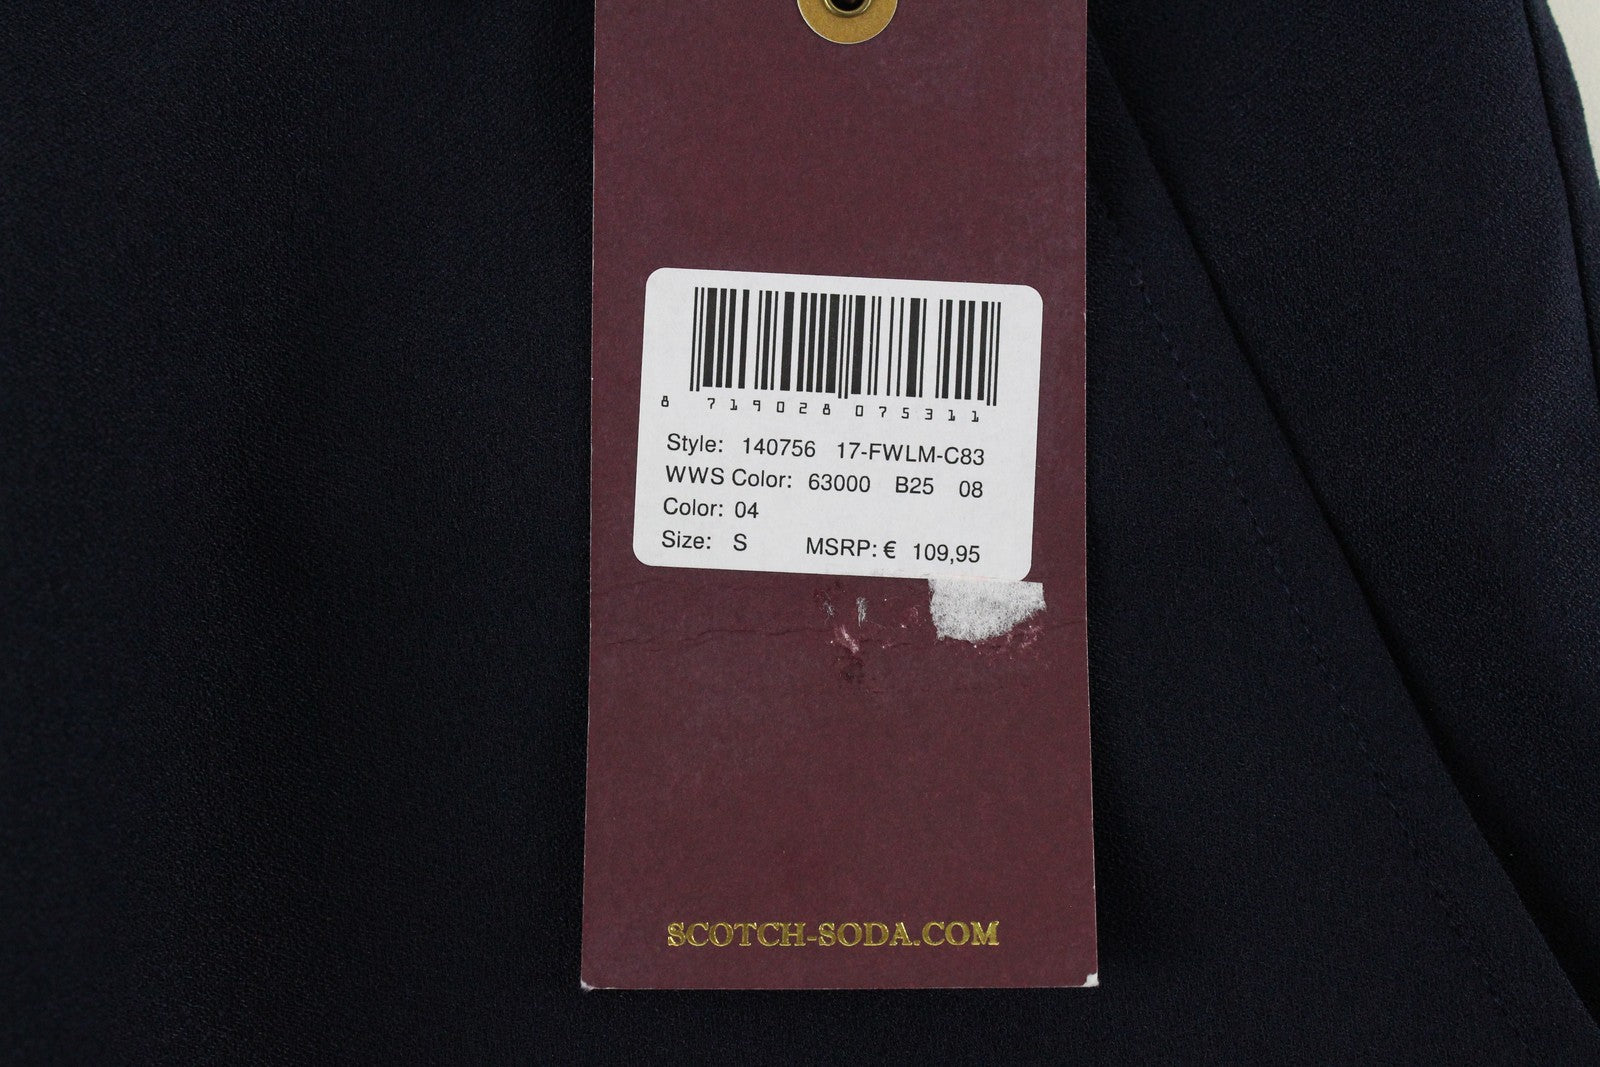 8 719028 075311
Style: 140756 17-FWLM-C83
WWS Color: 63000 B25 08
Color: 04
Size: S MSRP: € 109,95
SCOTCH-SODA.COM